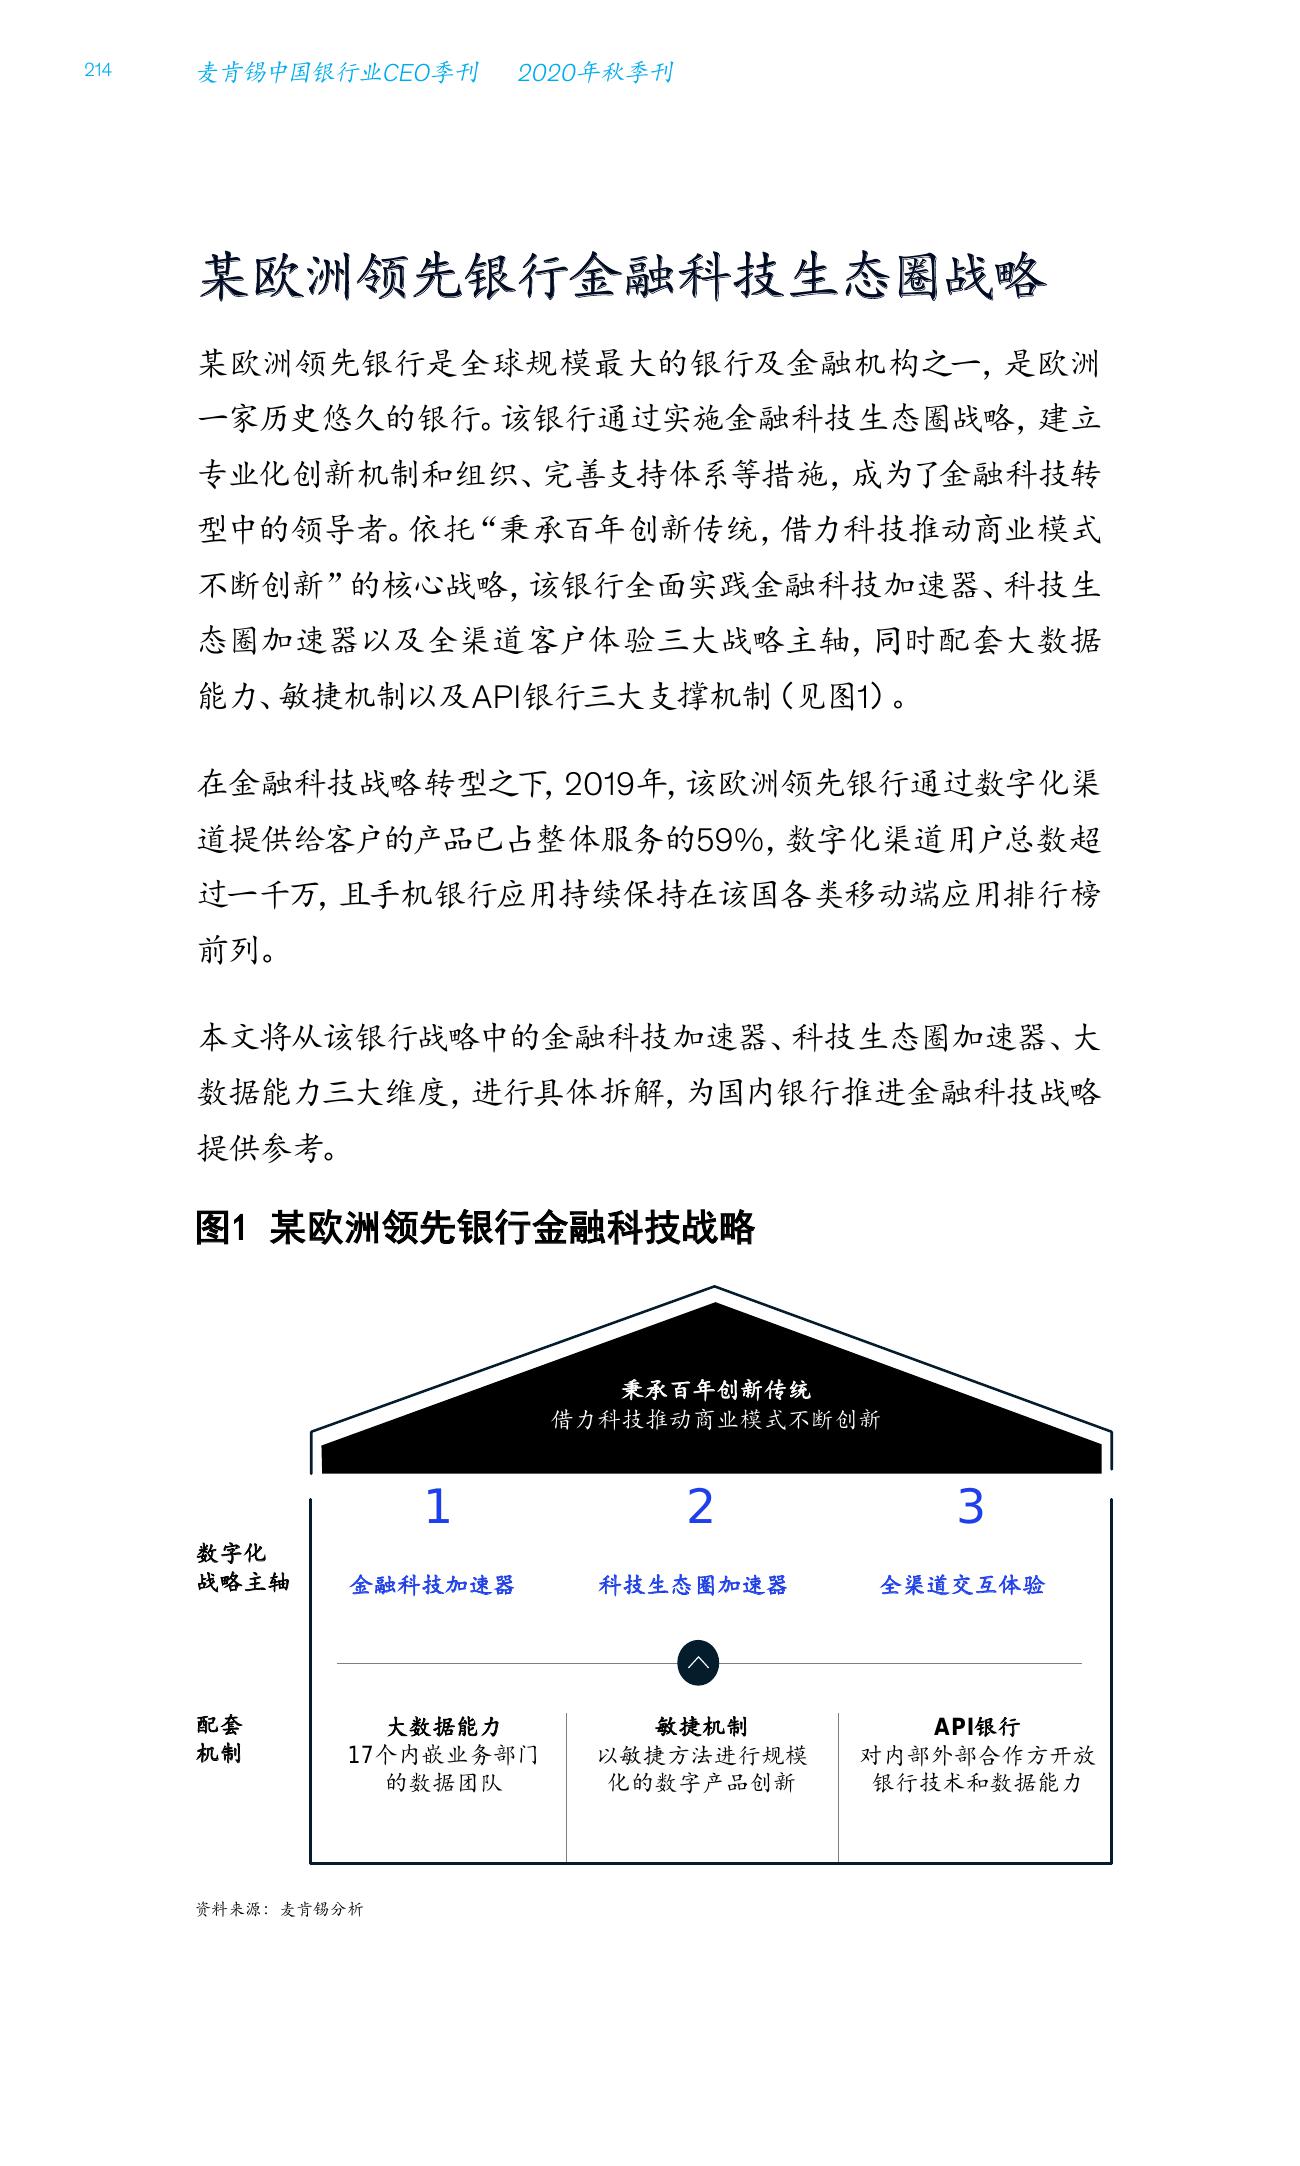 214
麦肯锡中国银行业CEO季刊 2020年秋季刊
某欧洲领先银行金融科技生态圈战略
某欧洲领先银行是全球规模最大的银行及金融机构之一，是欧洲
一家历史悠久的银行。该银行通过实施金融科技生态圈战略，建立
专业化创新机制和组织、完善支持体系等措施，成为了金融科技转
型中的领导者。依托“秉承百年创新传统，借力科技推动商业模式
不断创新”的核心战略，该银行全面实践金融科技加速器、科技生
态圈加速器以及全渠道客户体验三大战略主轴，同时配套大数据
能力、敏捷机制以及API银行三大支撑机制（见图1）。
在金融科技战略转型之下，2019年，该欧洲领先银行通过数字化渠
道提供给客户的产品已占整体服务的59%，数字化渠道用户总数超
过一千万，且手机银行应用持续保持在该国各类移动端应用排行榜
前列。
本文将从该银行战略中的金融科技加速器、科技生态圈加速器、大
数据能力三大维度，进行具体拆解，为国内银行推进金融科技战略
提供参考。
图1 某欧洲领先银行金融科技战略
秉承百年创新传统
借力科技推动商业模式不断创新
1 2 3
数字化
战略主轴
金融科技加速器 科技生态圈加速器 全渠道交互体验
配套
机制
大数据能力
17个内嵌业务部门
的数据团队
敏捷机制
以敏捷方法进行规模
化的数字产品创新
API银行
对内部外部合作方开放
银行技术和数据能力
资料来源：麦肯锡分析